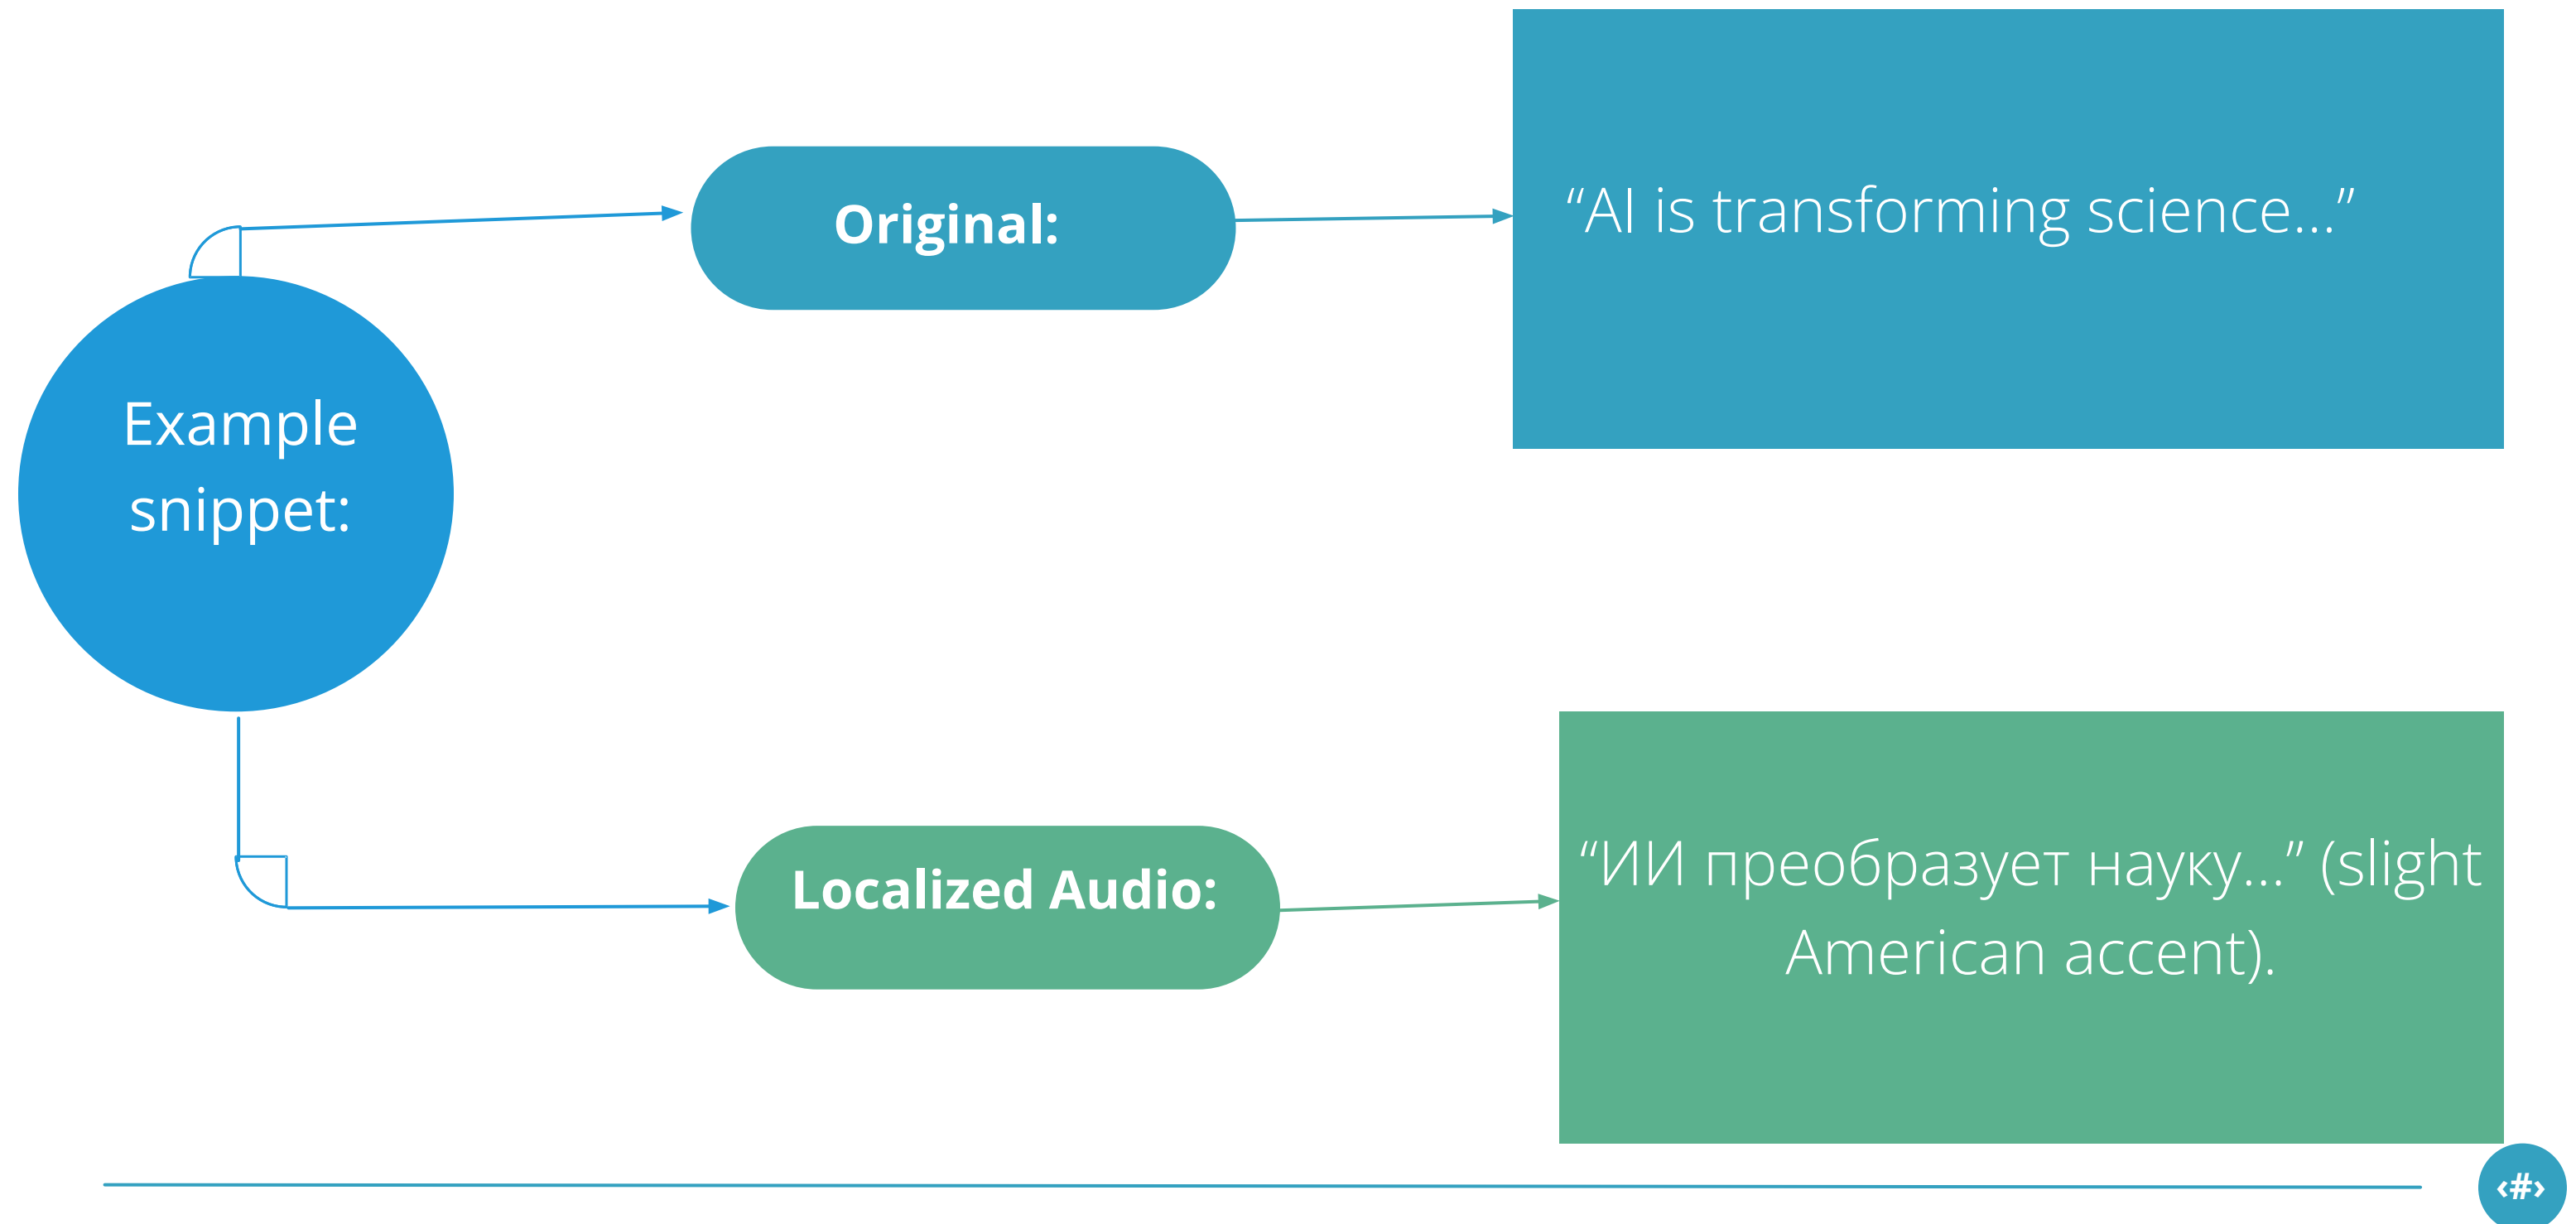 Original:
“AI is transforming science…”
Example
snippet:
Localized Audio:
“ИИ преобразует науку…” (slight
American accent).
‹#›